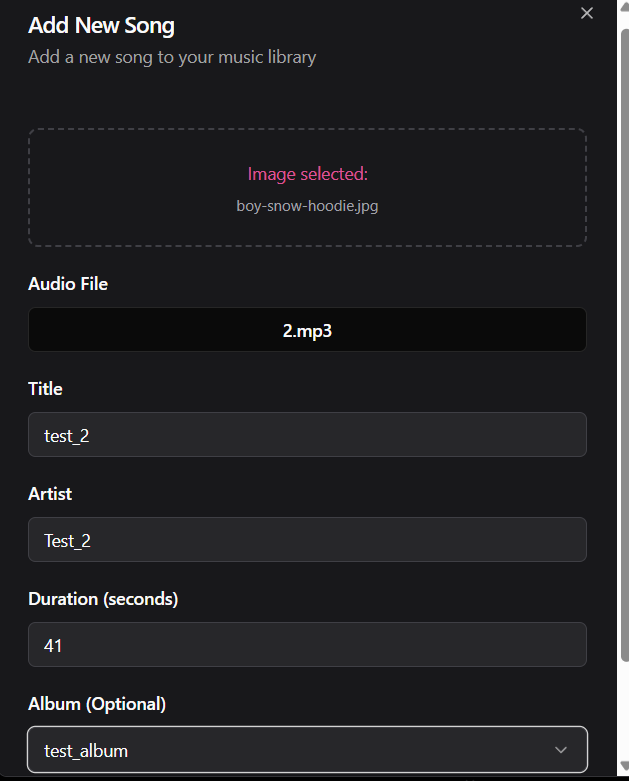 Add New Song
Add a new song to your music library
Image selected:
boy-snow-hoodie.jpg
Audio File
2.mp3
Title
test_2
Artist
Test_2
Duration (seconds)
41
Album (Optional)
test_album